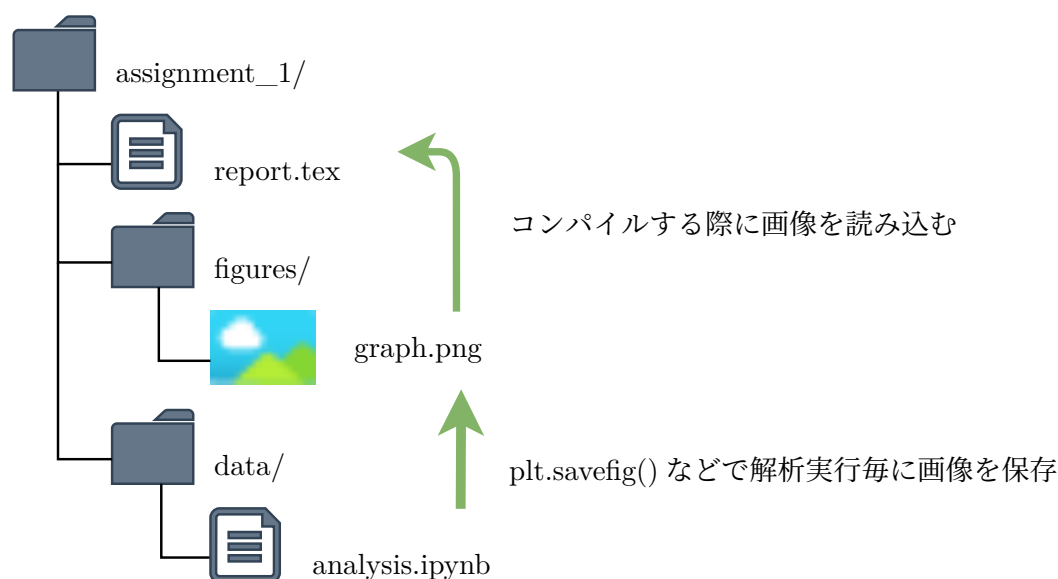 assignment_1/
report.tex
コンパイルする際に画像を読み込む
figures/
graph.png
data/
plt.savefig() などで解析実行毎に画像を保存
analysis.ipynb